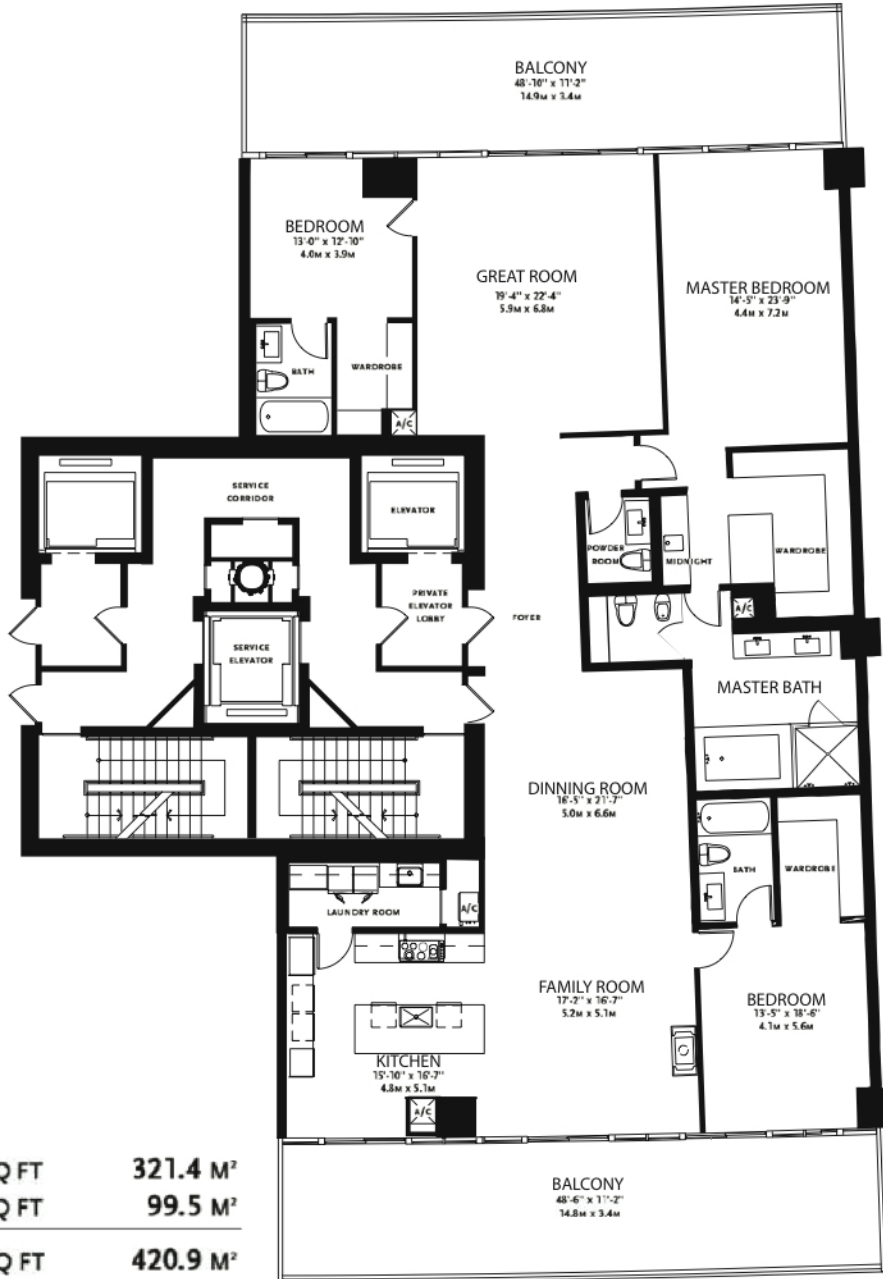 BALCONY
48'-10" x 11'-2"
14.9M x 3.4M
BEDROOM
13'-0" x 12'-10"
4.0M x 3.9M
GREAT ROOM
19'-4" x 22'-4"
5.9M x 6.8M
MASTER BEDROOM
14'-5" x 23'-9"
4.4M x 7.2M
BATH
WARDROBE
A/C
SERVICE
CORRIDOR
ELEVATOR
POWDER
ROOM
MIDNIGHT
WARDROBE
PRIVATE
ELEVATOR
LOBBY
FOYER
A/C
SERVICE
ELEVATOR
MASTER BATH
DINNING ROOM
16'-5" x 21'-7"
5.0M x 6.6M
BATH
WARDROBE
LAUNDRY ROOM
A/C
FAMILY ROOM
17'-2" x 16'-7"
5.2M x 5.1M
BEDROOM
13'-5" x 18'-6"
4.1M x 5.6M
KITCHEN
15'-10" x 16'-7"
4.8M x 5.1M
A/C
BALCONY
48'-6" x 11'-2"
14.8M x 3.4M
Q FT 321.4 M²
Q FT 99.5 M²
Q FT 420.9 M²